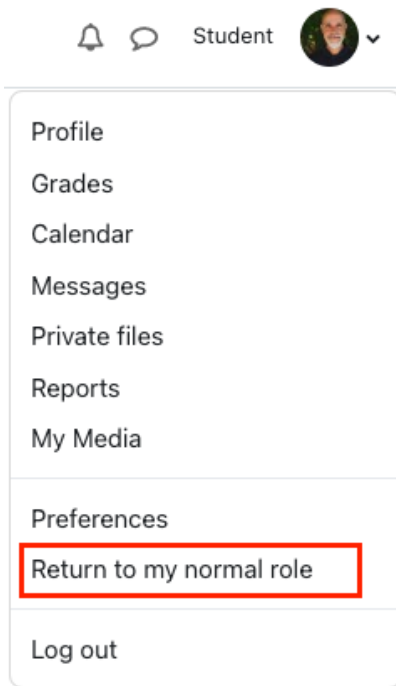 Student
Profile
Grades
Calendar
Messages
Private files
Reports
My Media
Preferences
Return to my normal role
Log out